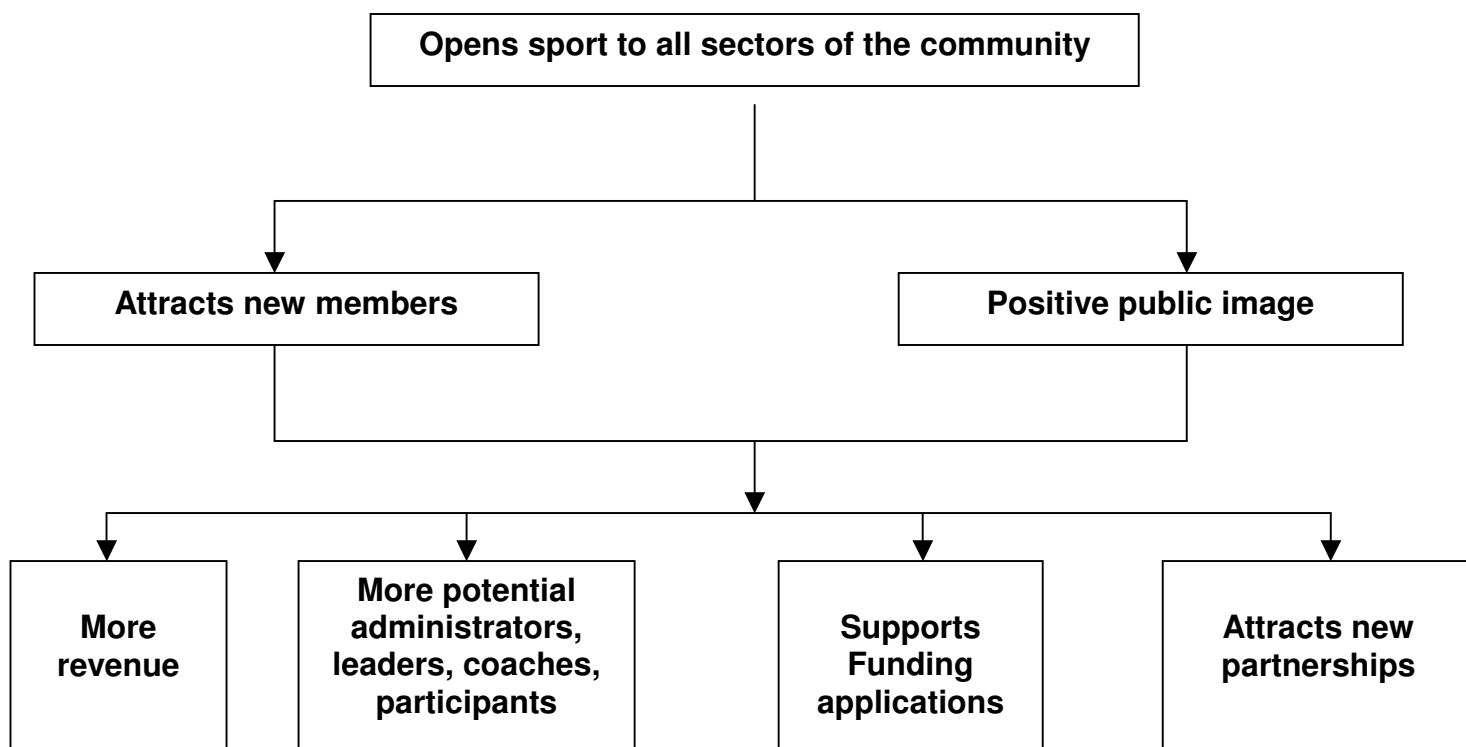 Opens sport to all sectors of the community
Attracts new members
Positive public image
More
revenue
More potential
administrators,
leaders, coaches,
participants
Supports
Funding
applications
Attracts new
partnerships